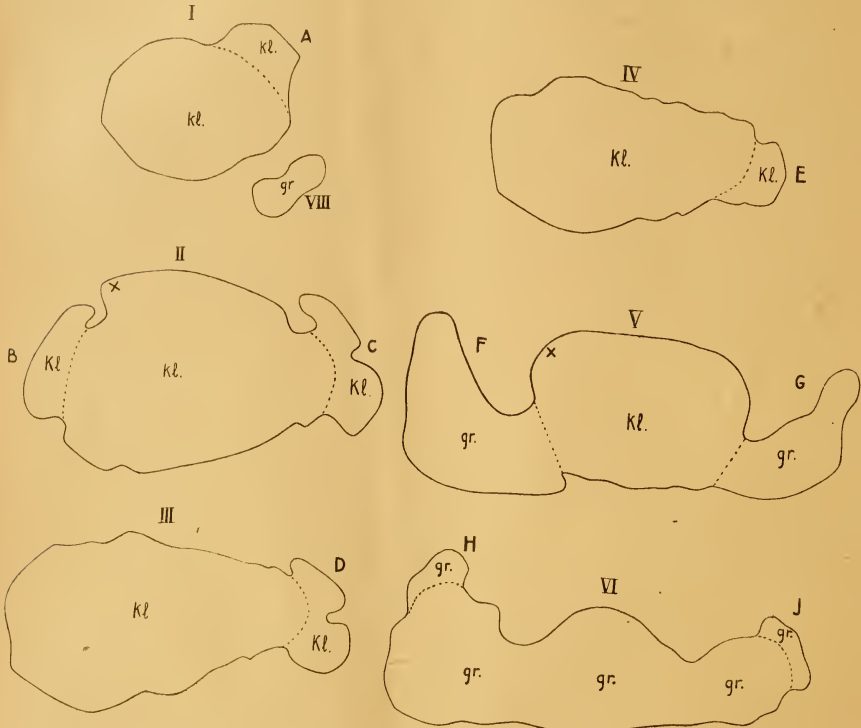 I
kl.
A
kl.
gr
VIII
IV
Kl.
Kl.
E
II
x
B
Kl
kl.
C
Kl.
V
F
x
G
gr.
Kl.
gr.
III
D
Kl
Kl.
H
gr.
VI
J
gr.
gr.
gr.
gr.